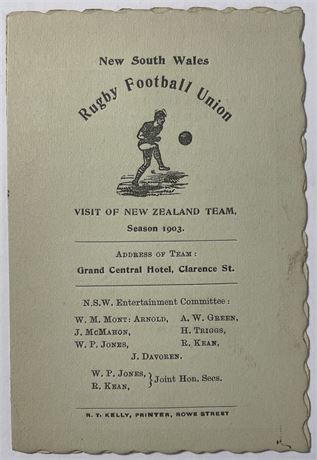 New South Wales
Rugby Football Union
VISIT OF NEW ZEALAND TEAM,
Season 1903.
ADDRESS OF TEAM:
Grand Central Hotel, Clarence St.
N.S.W. Entertainment Committee:
W. M. MONT: ARNOLD, A. W. GREEN,
J. MCMAHON, H. TRIGGS,
W. P. JONES, R. KEAN,
J. DAVOREN.
W. P. JONES, } Joint Hon. Secs.
R. KEAN,
R. T. KELLY, PRINTER, ROWE STREET